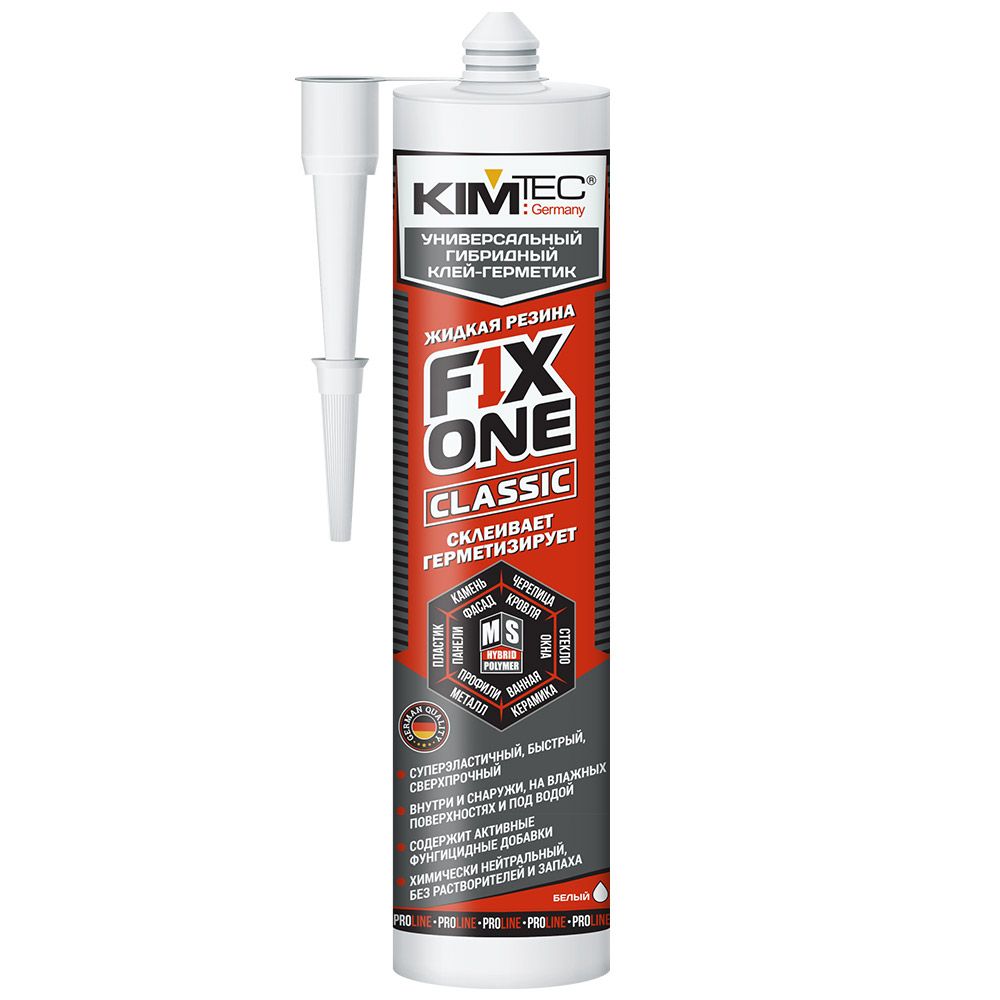 KIMTEC®
:Germany
УНИВЕРСАЛЬНЫЙ
ГИБРИДНЫЙ
КЛЕЙ-ГЕРМЕТИК
ЖИДКАЯ РЕЗИНА
F1X
ONE
CLASSIC
СКЛЕИВАЕТ
ГЕРМЕТИЗИРУЕТ
КАМЕНЬ
ЧЕРЕПИЦА
ФАСАД
КРОВЛЯ
ПЛАСТИК
ПАНЕЛИ
MS
HYBRID
POLYMER
ОКНА
СТЕКЛО
ПРОФИЛИ
ВАННАЯ
МЕТАЛЛ
КЕРАМИКА
GERMAN QUALITY
СУПЕРЭЛАСТИЧНЫЙ, БЫСТРЫЙ,
СВЕРХПРОЧНЫЙ
ВНУТРИ И СНАРУЖИ, НА ВЛАЖНЫХ
ПОВЕРХНОСТЯХ И ПОД ВОДОЙ
СОДЕРЖИТ АКТИВНЫЕ
ФУНГИЦИДНЫЕ ДОБАВКИ
ХИМИЧЕСКИ НЕЙТРАЛЬНЫЙ,
БЕЗ РАСТВОРИТЕЛЕЙ И ЗАПАХА
БЕЛЫЙ
PROLINE•PROLINE•PROLINE•PROLINE•PROLINE